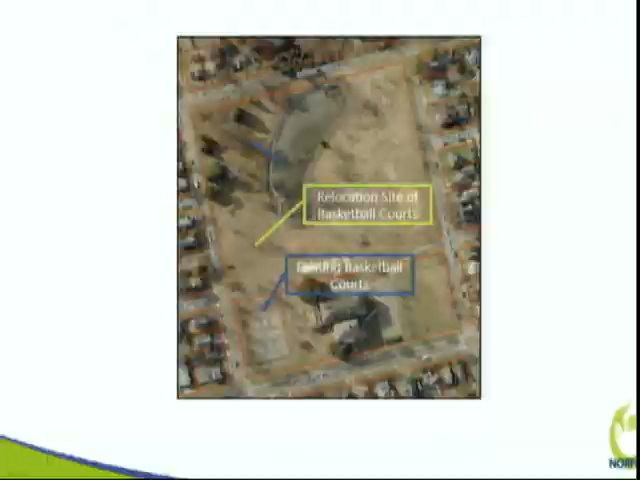 Relocation Site of
Basketball Courts
Existing Basketball
Courts